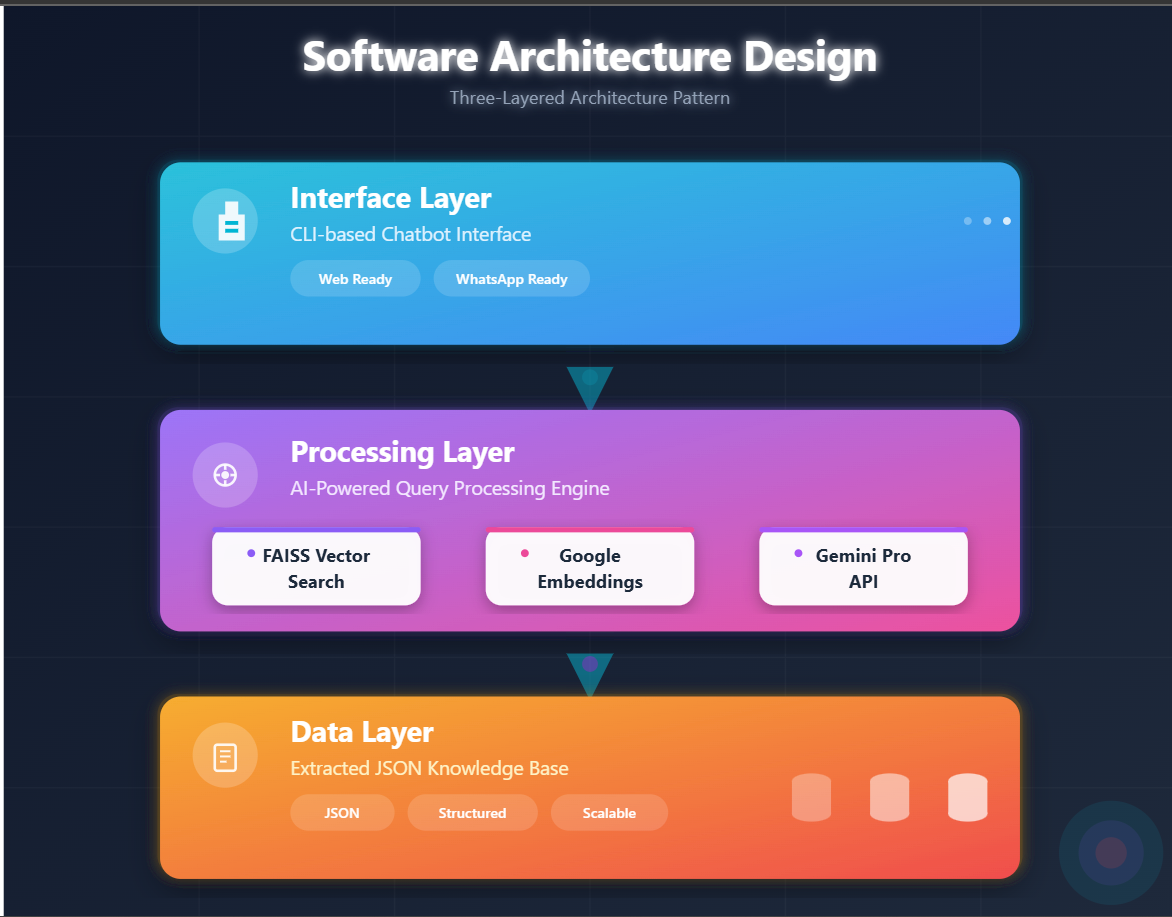 Software Architecture Design
Three-Layered Architecture Pattern
Interface Layer
CLI-based Chatbot Interface
Web Ready
WhatsApp Ready
Processing Layer
AI-Powered Query Processing Engine
FAISS Vector
Search
Google
Embeddings
Gemini Pro
API
Data Layer
Extracted JSON Knowledge Base
JSON
Structured
Scalable